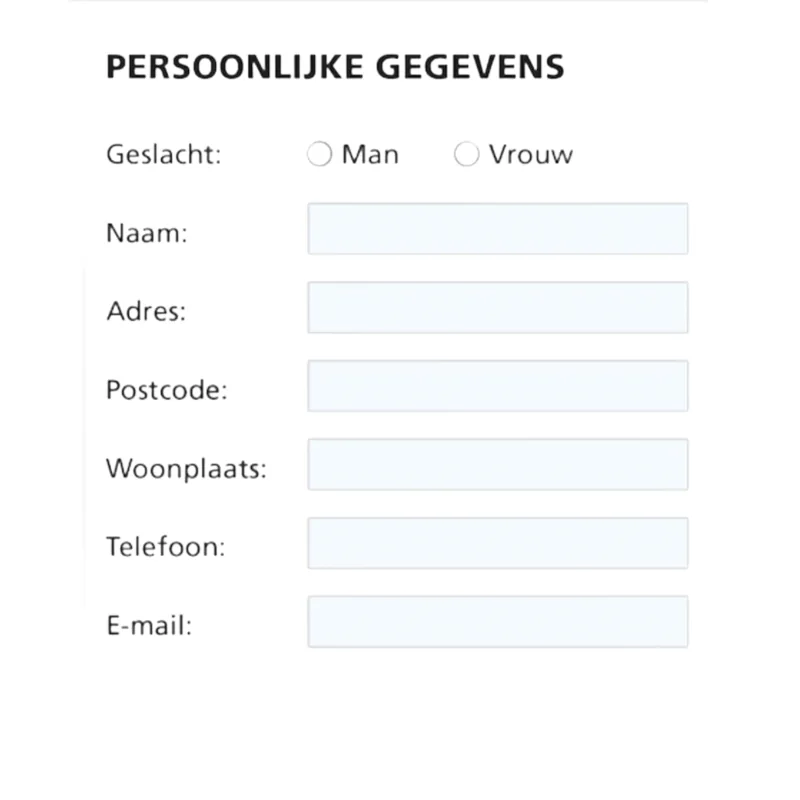 PERSOONLIJKE GEGEVENS
Geslacht: Man Vrouw
Naam:
Adres:
Postcode:
Woonplaats:
Telefoon:
E-mail: